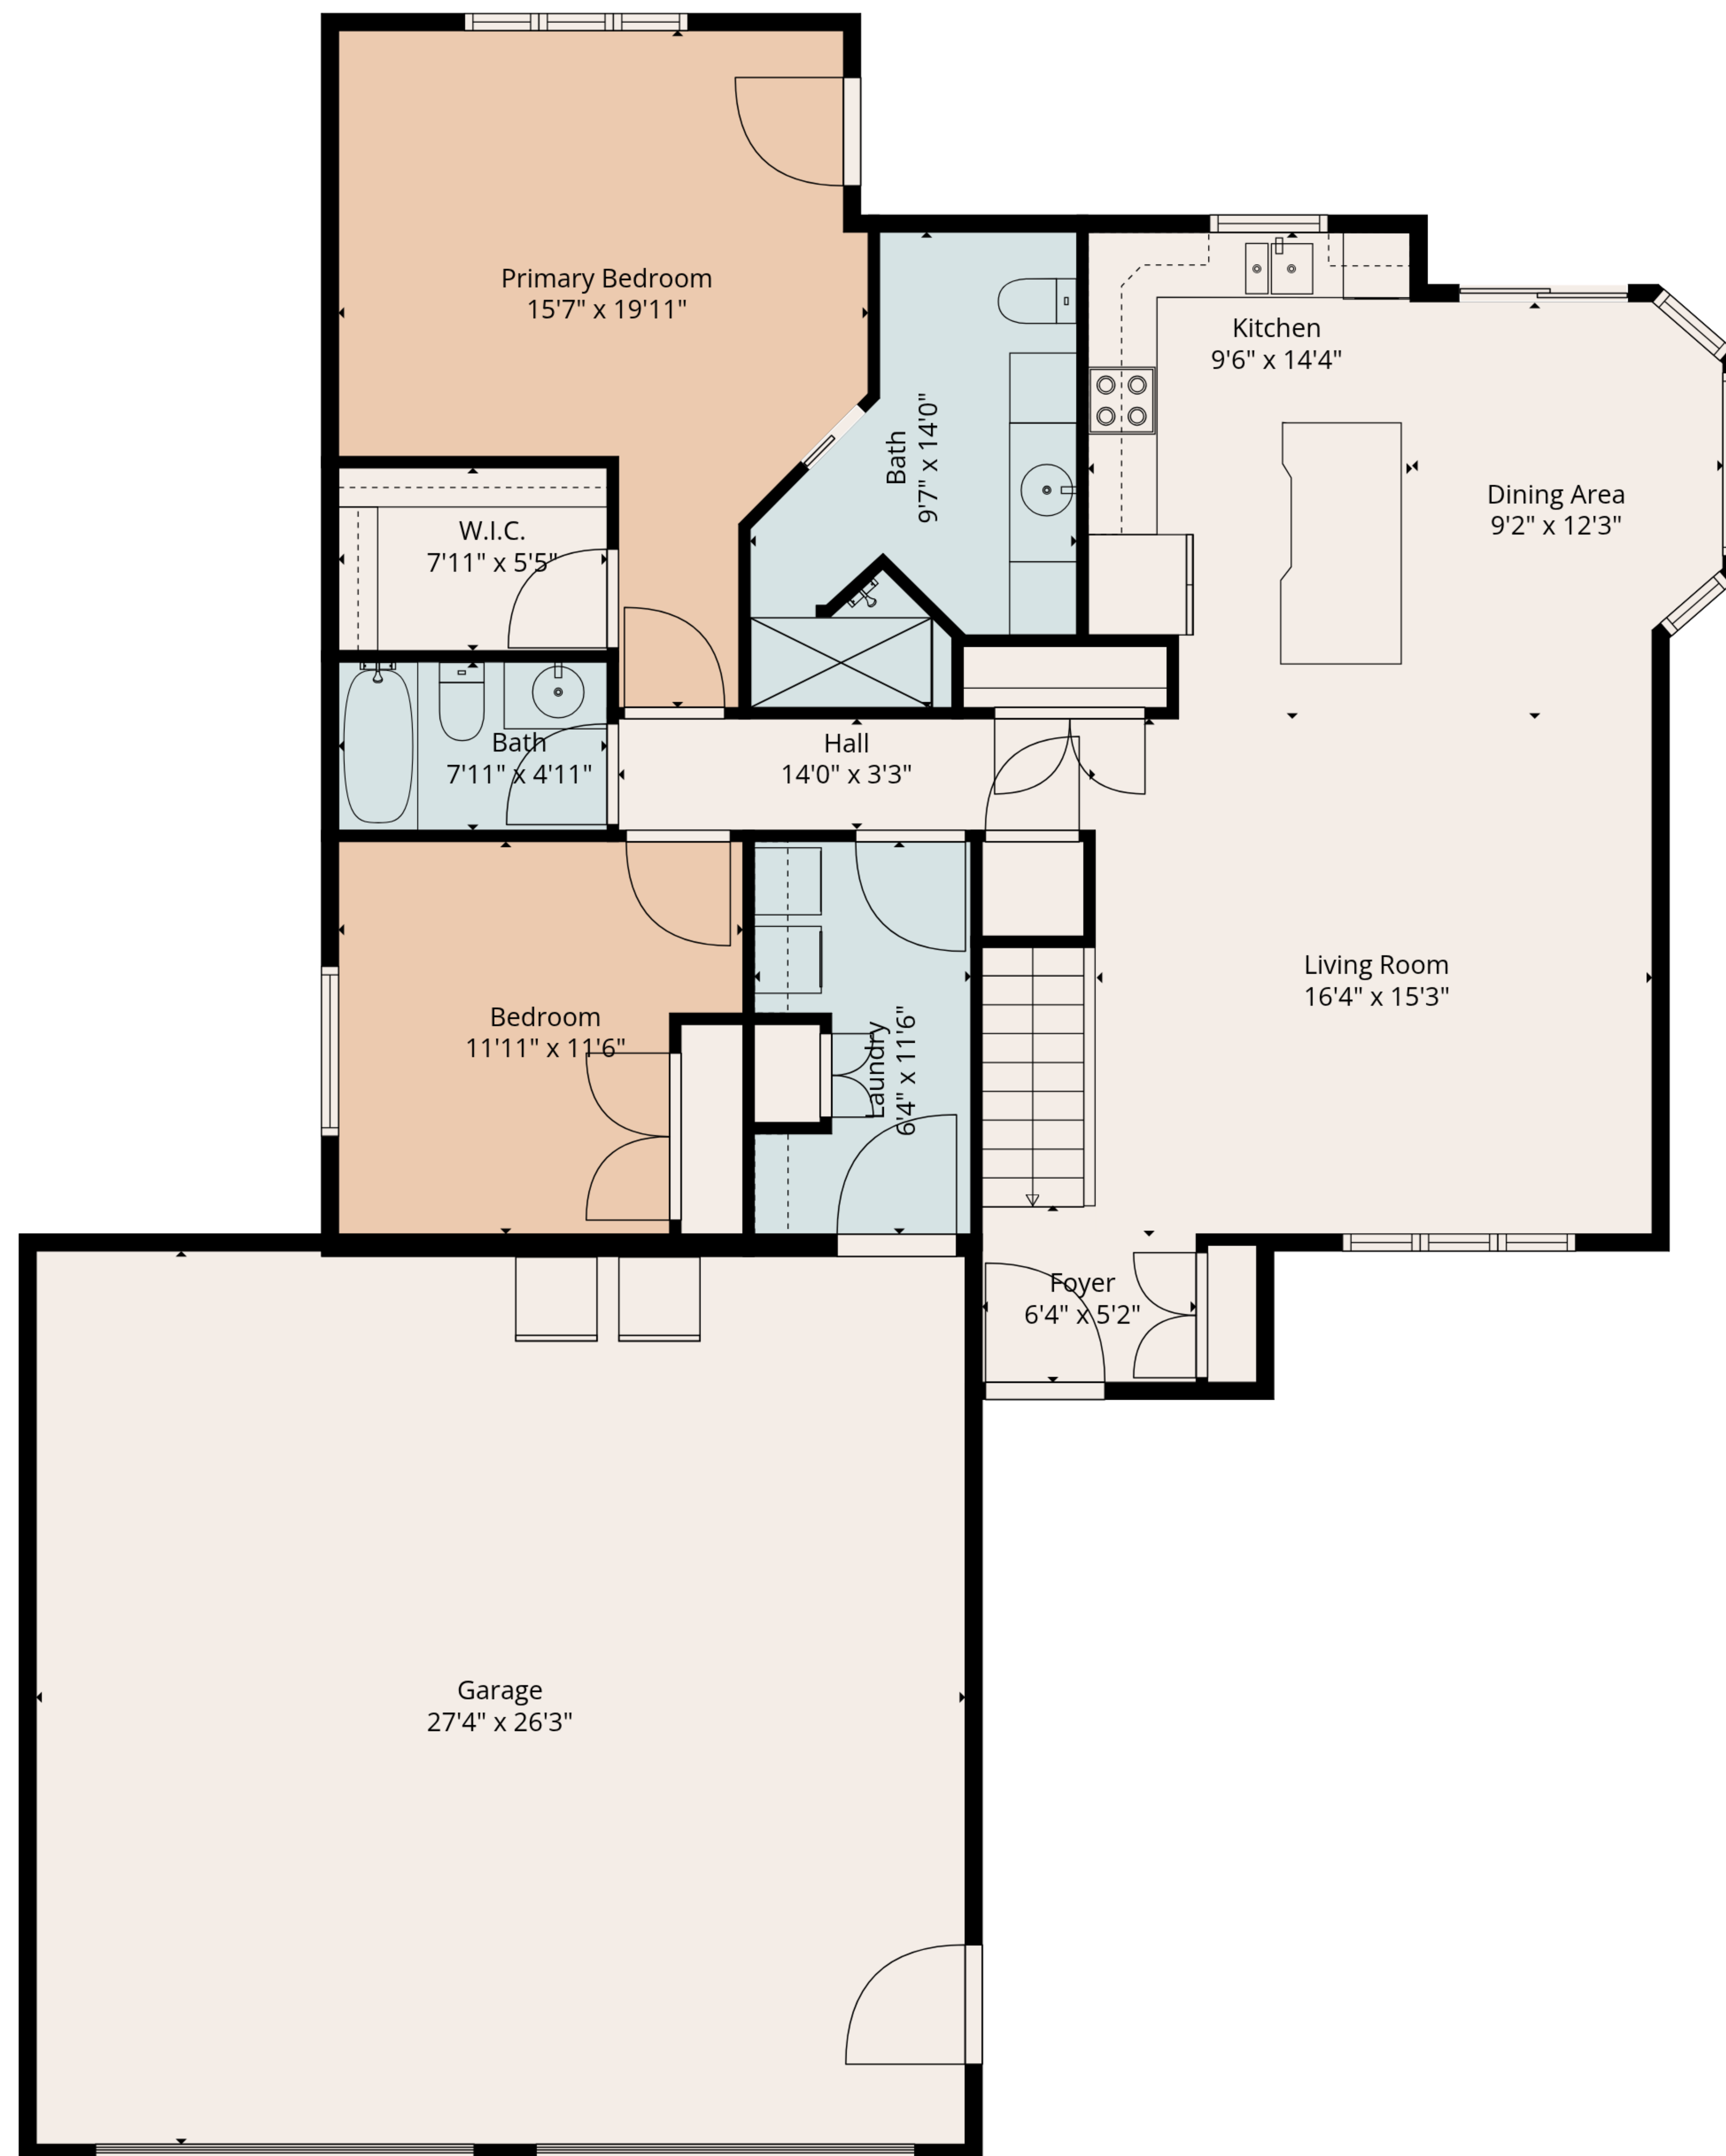 Primary Bedroom
15'7" x 19'11"
Kitchen
9'6" x 14'4"
Bath
9'7" x 14'0"
Dining Area
9'2" x 12'3"
W.I.C.
7'11" x 5'5"
Bath
7'11" x 4'11"
Hall
14'0" x 3'3"
Living Room
16'4" x 15'3"
Bedroom
11'11" x 11'6"
Laundry
6'4" x 11'6"
Foyer
6'4" x 5'2"
Garage
27'4" x 26'3"